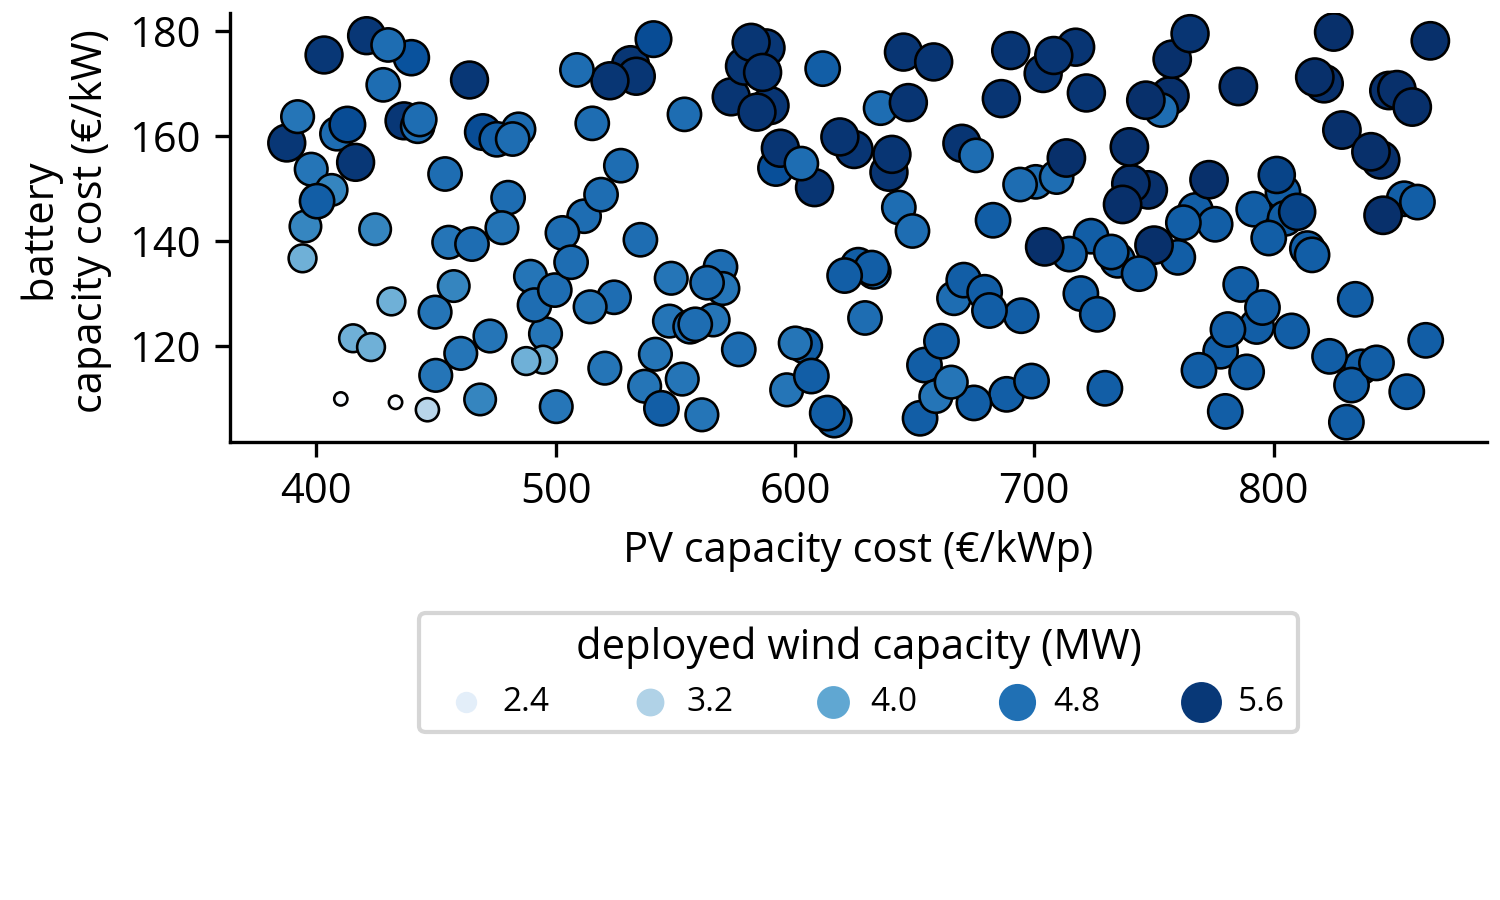 battery
capacity cost (€/kW)
180
160
140
120
400 500 600 700 800
PV capacity cost (€/kWp)
deployed wind capacity (MW)
2.4 3.2 4.0 4.8 5.6